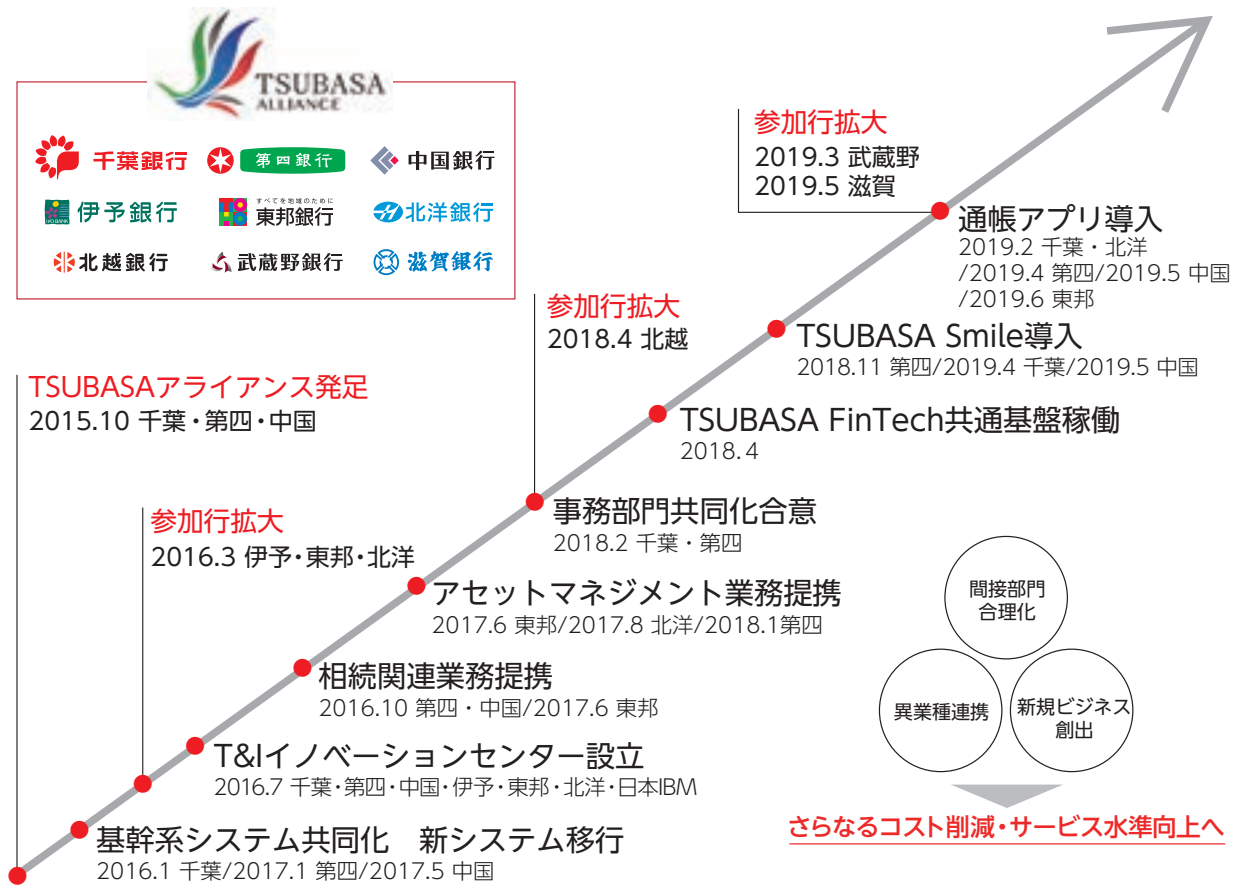 TSUBASA
ALLIANCE
千葉銀行
第四銀行
中国銀行
IYO BANK
伊予銀行
すべてを地域のために
東邦銀行
北洋銀行
北越銀行
武蔵野銀行
滋賀銀行
参加行拡大
2019.3 武蔵野
2019.5 滋賀
通帳アプリ導入
2019.2 千葉・北洋
/2019.4 第四/2019.5 中国
/2019.6 東邦
参加行拡大
2018.4 北越
TSUBASA Smile導入
2018.11 第四/2019.4 千葉/2019.5 中国
TSUBASAアライアンス発足
2015.10 千葉・第四・中国
TSUBASA FinTech共通基盤稼働
2018.4
参加行拡大
2016.3 伊予・東邦・北洋
事務部門共同化合意
2018.2 千葉・第四
アセットマネジメント業務提携
2017.6 東邦/2017.8 北洋/2018.1第四
相続関連業務提携
2016.10 第四・中国/2017.6 東邦
T&Iイノベーションセンター設立
2016.7 千葉・第四・中国・伊予・東邦・北洋・日本IBM
基幹系システム共同化　新システム移行
2016.1 千葉/2017.1 第四/2017.5 中国
間接部門
合理化
異業種連携
新規ビジネス
創出
さらなるコスト削減・サービス水準向上へ